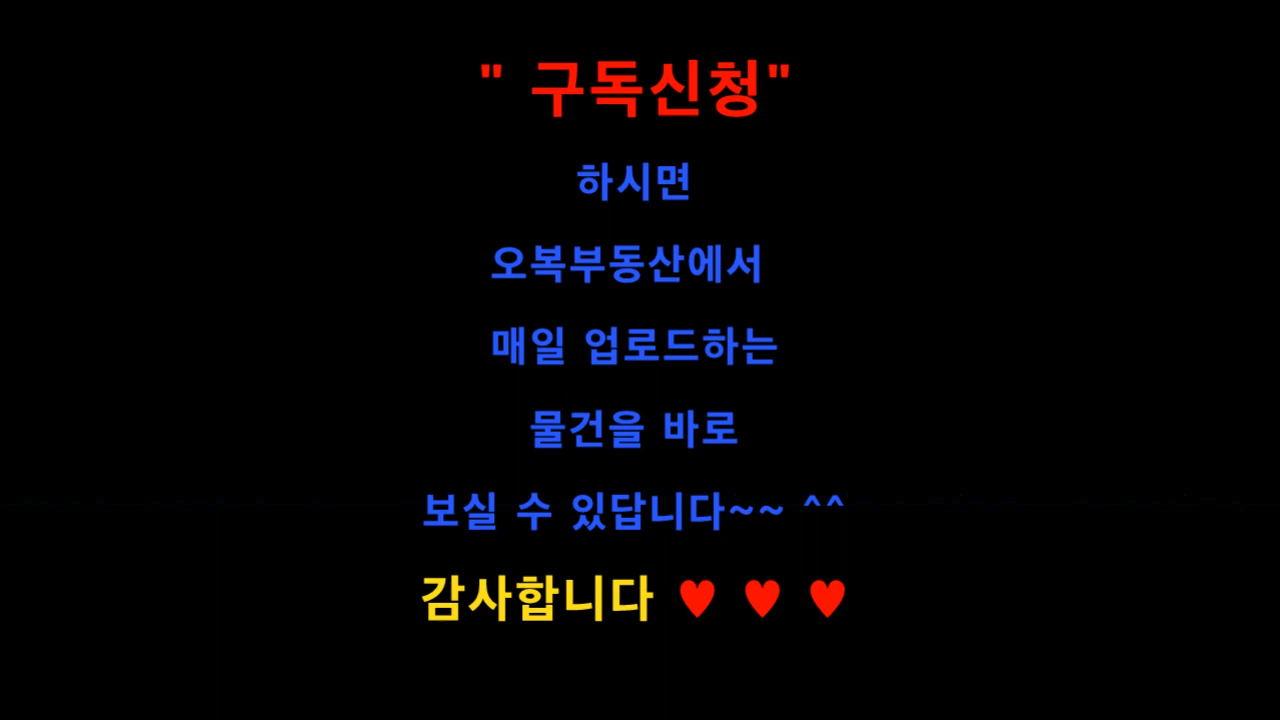 " 구독신청"
하시면
오복부동산에서
매일 업로드하는
물건을 바로
보실 수 있답니다~~ ^^
감사합니다 ♥ ♥ ♥